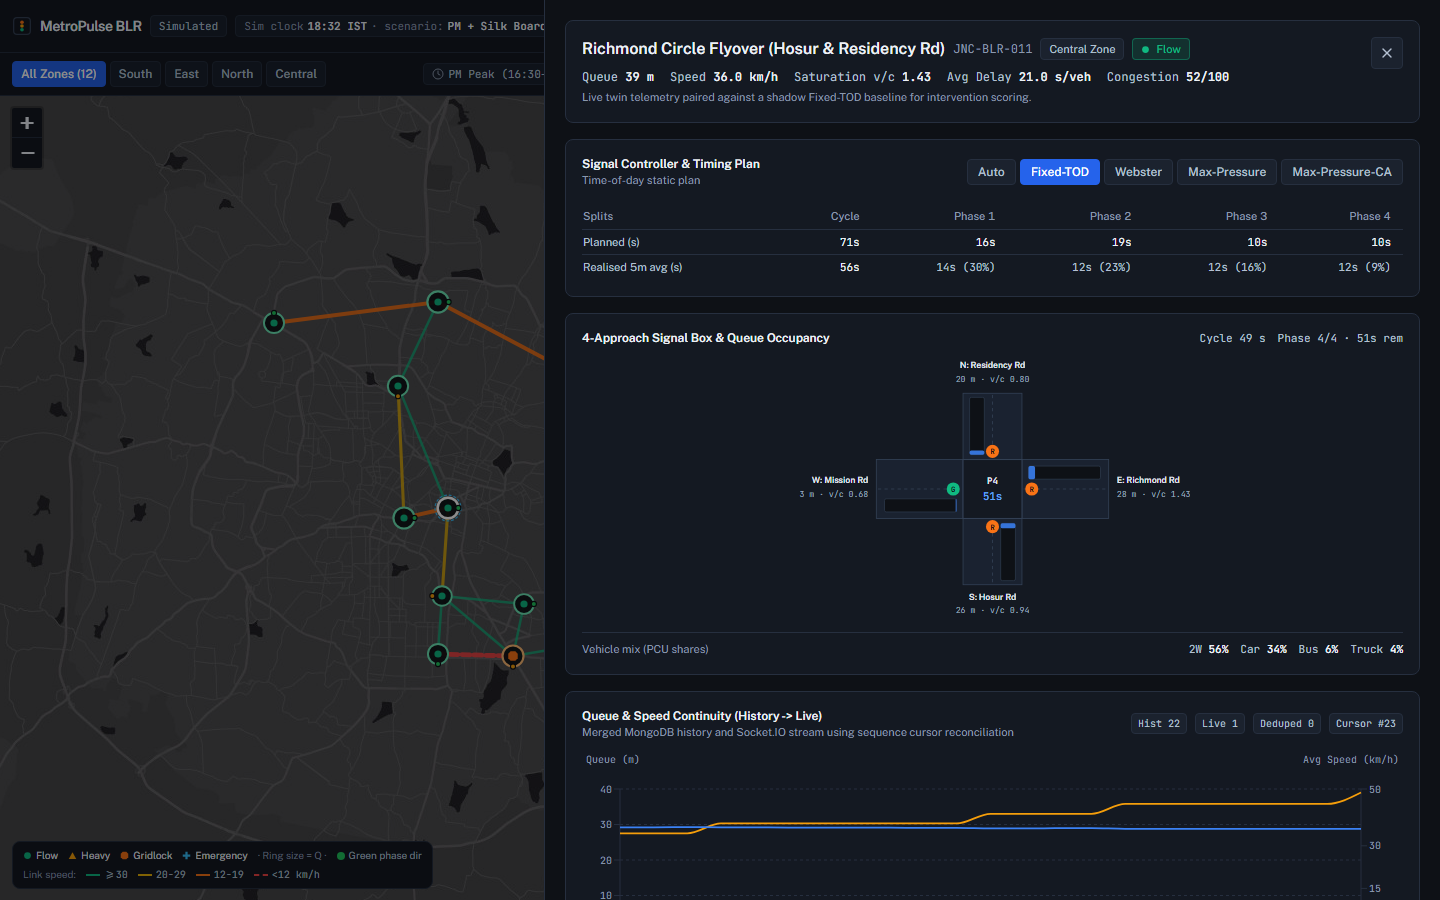 MetroPulse BLR
Simulated
Sim clock 18:32 IST · scenario: PM + Silk Boar
All Zones (12)
South
East
North
Central
PM Peak (16:30-
+
−
Flow
Heavy
Gridlock
Emergency
· Ring size = Q ·
Green phase dir
Link speed:
≥30
20-29
12-19
<12 km/h
Richmond Circle Flyover (Hosur & Residency Rd)
JNC-BLR-011
Central Zone
Flow
✕
Queue 39 m Speed 36.0 km/h Saturation v/c 1.43 Avg Delay 21.0 s/veh Congestion 52/100
Live twin telemetry paired against a shadow Fixed-TOD baseline for intervention scoring.
Signal Controller & Timing Plan
Time-of-day static plan
Auto
Fixed-TOD
Webster
Max-Pressure
Max-Pressure-CA
Splits Cycle Phase 1 Phase 2 Phase 3 Phase 4
Planned (s) 71s 16s 19s 10s 10s
Realised 5m avg (s) 56s 14s (30%) 12s (23%) 12s (16%) 12s (9%)
4-Approach Signal Box & Queue Occupancy
Cycle 49 s Phase 4/4 · 51s rem
N: Residency Rd
20 m · v/c 0.80
R
W: Mission Rd
3 m · v/c 0.68
G
P4
51s
R
E: Richmond Rd
28 m · v/c 1.43
R
S: Hosur Rd
26 m · v/c 0.94
Vehicle mix (PCU shares)
2W 56% Car 34% Bus 6% Truck 4%
Queue & Speed Continuity (History -> Live)
Merged MongoDB history and Socket.IO stream using sequence cursor reconciliation
Hist 22
Live 1
Deduped 0
Cursor #23
Queue (m)
Avg Speed (km/h)
40
30
20
10
50
30
15